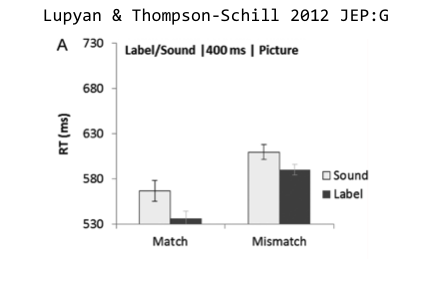 Lupyan & Thompson-Schill 2012 JEP:G
A
Label/Sound |400 ms | Picture
RT (ms)
730
680
630
580
530
Sound
Label
Match
Mismatch